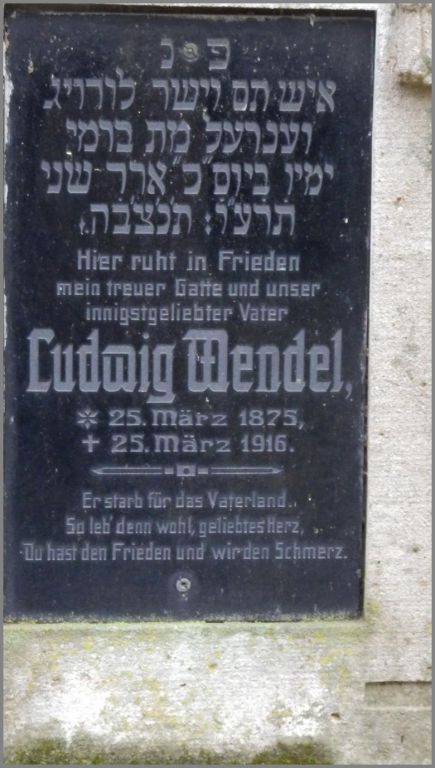 פ נ
איש תם וישר לודויג
ווענדעל מת בדמי
ימיו ביום כ׳ אדר שני
תרע״ו: תנצבה.
Hier ruht in Frieden
mein treuer Gatte und unser
innigstgeliebter Vater
Ludwig Wendel,
✻ 25. März 1875,
✝ 25. März 1916.
Er starb für das Vaterland.
So leb' denn wohl, geliebtes Herz,
Du hast den Frieden und wir den Schmerz.